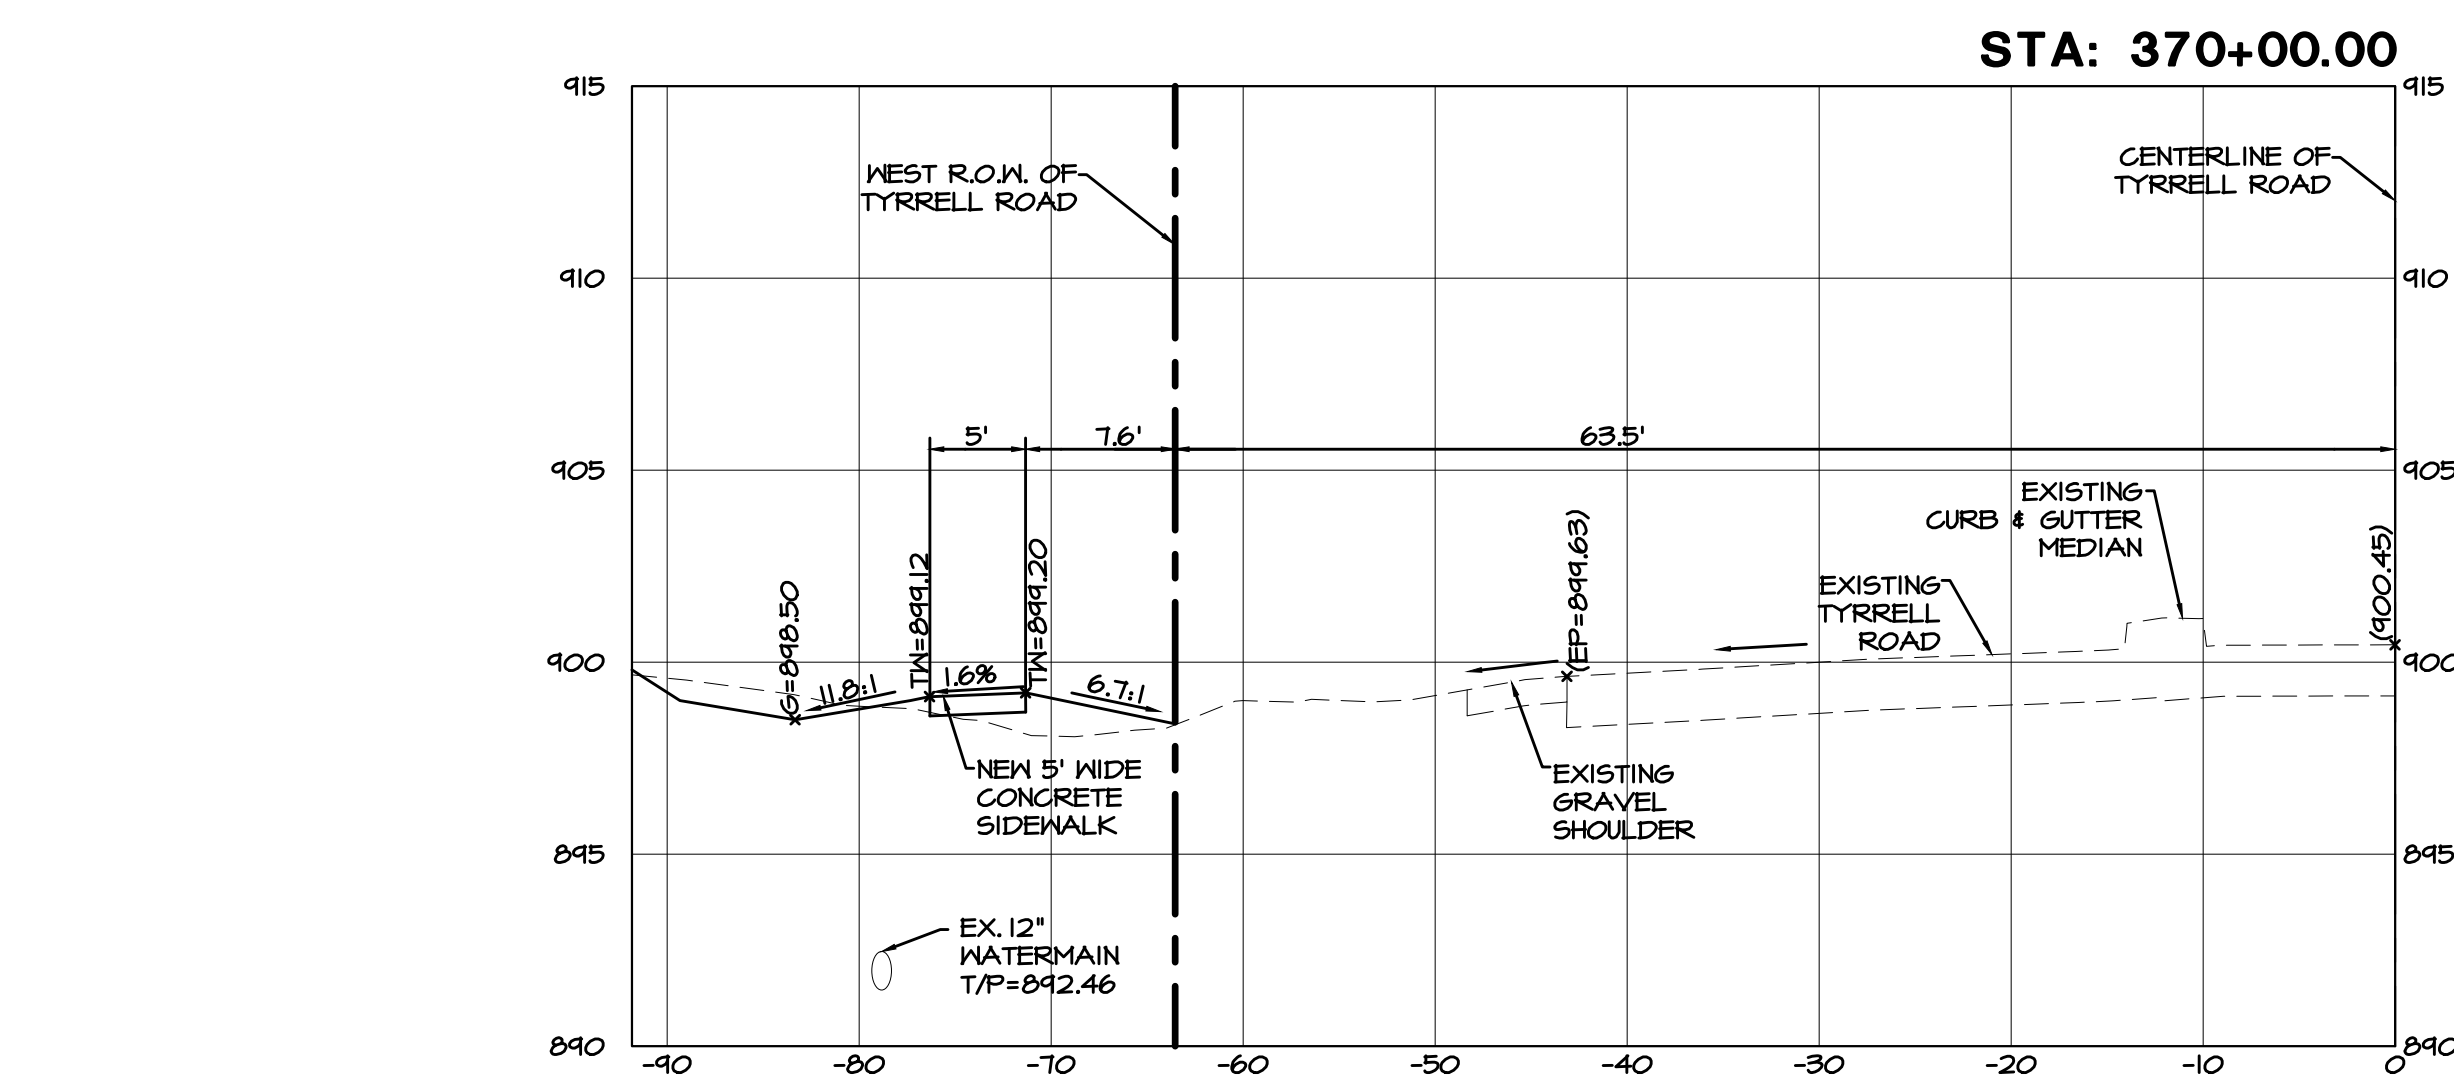 STA: 370+00.00
915
915
WEST R.O.W. OF
TYRRELL ROAD
CENTERLINE OF
TYRRELL ROAD
910
910
5'
7.6'
63.5'
905
905
EXISTING
CURB & GUTTER
MEDIAN
G=898.50
TW=899.12
TW=899.20
(EP=899.63)
(900.45)
EXISTING
TYRRELL
ROAD
900
900
11.8:1
1.6%
6.7:1
NEW 5' WIDE
CONCRETE
SIDEWALK
EXISTING
GRAVEL
SHOULDER
895
895
EX. 12"
WATERMAIN
T/P=892.46
890
890
-90
-80
-70
-60
-50
-40
-30
-20
-10
0